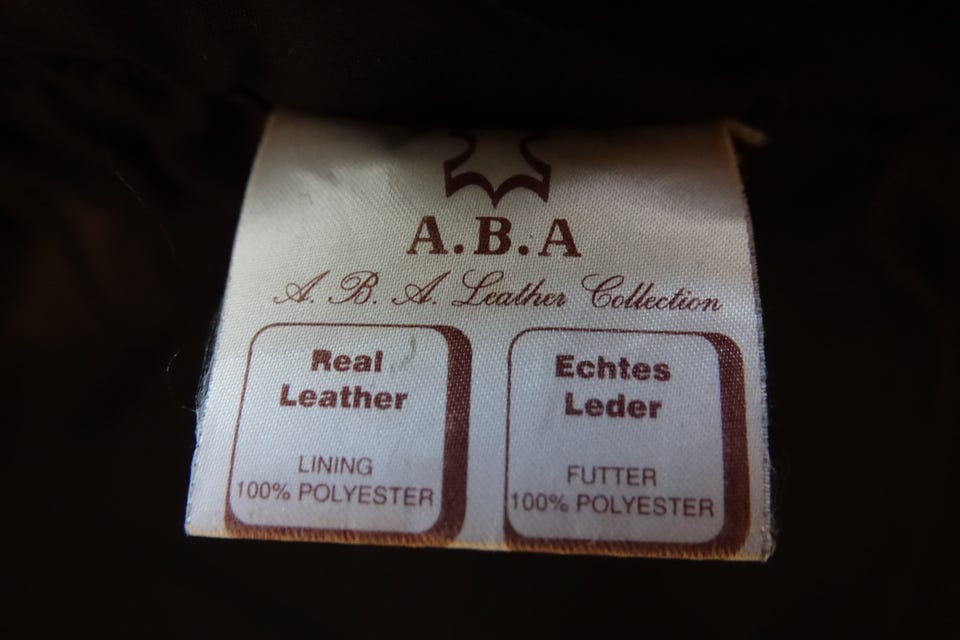 A.B.A
A. B. A. Leather Collection
Real
Leather
LINING
100% POLYESTER
Echtes
Leder
FUTTER
100% POLYESTER